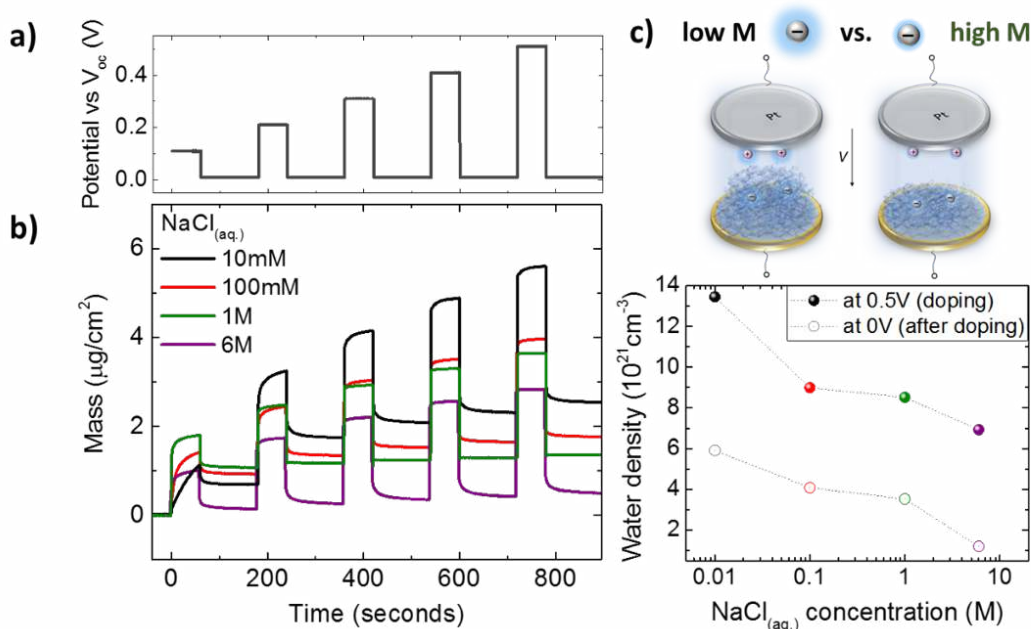 a)
Potential vs V_oc (V)
0.4
0.2
0.0
b)
NaCl_(aq.)
10mM
100mM
1M
6M
Mass (µg/cm²)
6
4
2
0
0 200 400 600 800
Time (seconds)
c) low M − vs. − high M
Pt Pt
+ + V + +
− − − −
at 0.5V (doping)
at 0V (after doping)
Water density (10²¹cm⁻³)
14
12
10
8
6
4
2
0.01 0.1 1 10
NaCl_(aq.) concentration (M)